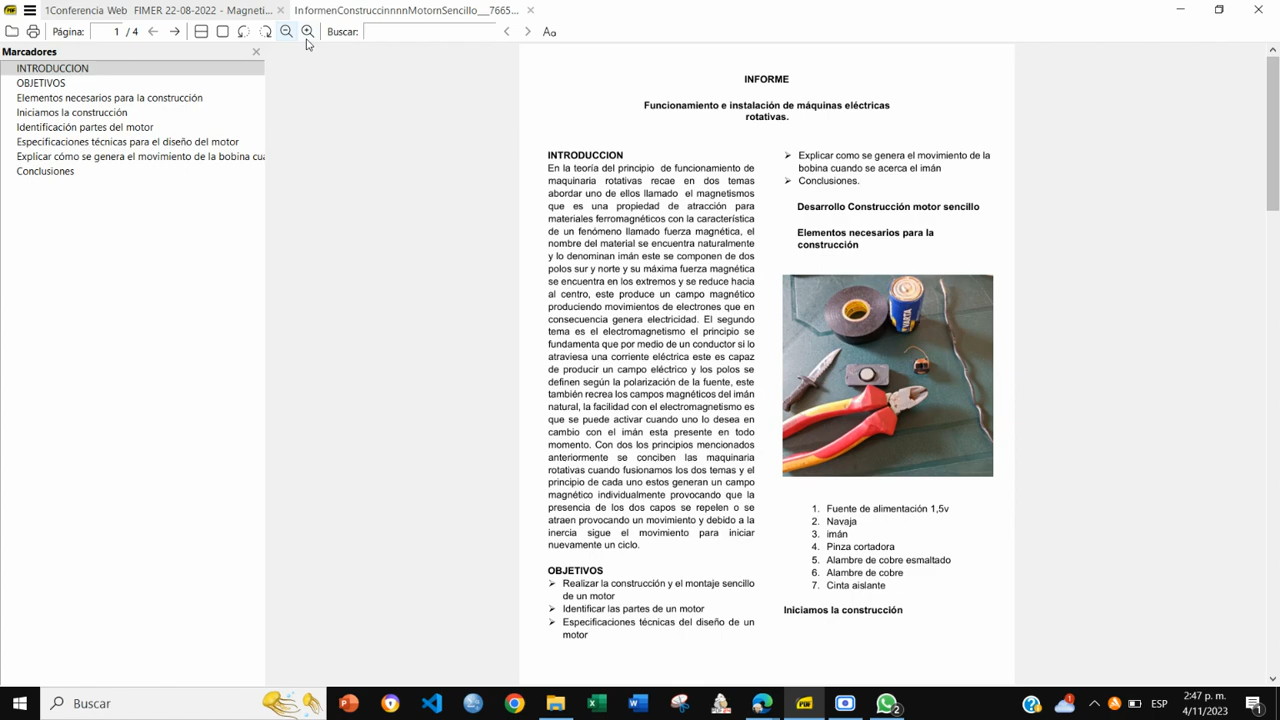 1Conferencia Web FIMER 22-08-2022 - Magneti...
InformenConstruccinnnMotornSencillo__7665...
Página: 1 / 4
Buscar:
Aa
Marcadores
INTRODUCCION
OBJETIVOS
Elementos necesarios para la construcción
Iniciamos la construcción
Identificación partes del motor
Especificaciones técnicas para el diseño del motor
Explicar cómo se genera el movimiento de la bobina cua
Conclusiones
INFORME
Funcionamiento e instalación de máquinas eléctricas
rotativas.
INTRODUCCION
En la teoría del principio de funcionamiento de
maquinaria rotativas recae en dos temas
abordar uno de ellos llamado el magnetismos
que es una propiedad de atracción para
materiales ferromagnéticos con la característica
de un fenómeno llamado fuerza magnética, el
nombre del material se encuentra naturalmente
y lo denominan imán este se componen de dos
polos sur y norte y su máxima fuerza magnética
se encuentra en los extremos y se reduce hacia
al centro, este produce un campo magnético
produciendo movimientos de electrones que en
consecuencia genera electricidad. El segundo
tema es el electromagnetismo el principio se
fundamenta que por medio de un conductor si lo
atraviesa una corriente eléctrica este es capaz
de producir un campo eléctrico y los polos se
definen según la polarización de la fuente, este
también recrea los campos magnéticos del imán
natural, la facilidad con el electromagnetismo es
que se puede activar cuando uno lo desea en
cambio con el imán esta presente en todo
momento. Con dos los principios mencionados
anteriormente se conciben las maquinaria
rotativas cuando fusionamos los dos temas y el
principio de cada uno estos generan un campo
magnético individualmente provocando que la
presencia de los dos capos se repelen o se
atraen provocando un movimiento y debido a la
inercia sigue el movimiento para iniciar
nuevamente un ciclo.
OBJETIVOS
➢ Realizar la construcción y el montaje sencillo
de un motor
➢ Identificar las partes de un motor
➢ Especificaciones técnicas del diseño de un
motor
➢ Explicar como se genera el movimiento de la
bobina cuando se acerca el imán
➢ Conclusiones.
Desarrollo Construcción motor sencillo
Elementos necesarios para la
construcción
VARTA
1. Fuente de alimentación 1,5v
2. Navaja
3. imán
4. Pinza cortadora
5. Alambre de cobre esmaltado
6. Alambre de cobre
7. Cinta aislante
Iniciamos la construcción
Buscar
2
ESP
2:47 p. m.
4/11/2023
1